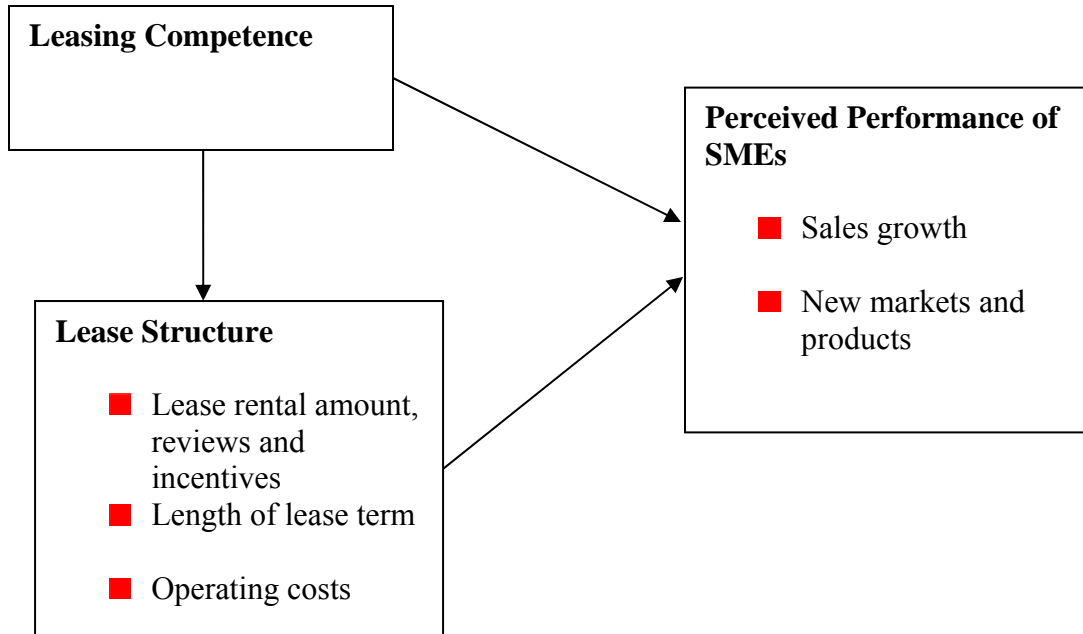 Leasing Competence
Perceived Performance of
SMEs
Sales growth
New markets and
products
Lease Structure
Lease rental amount,
reviews and
incentives
Length of lease term
Operating costs